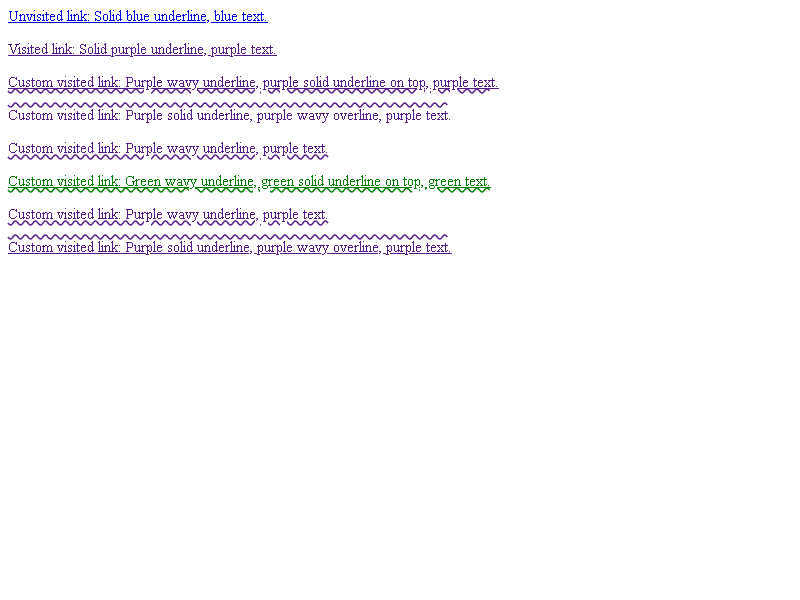 Unvisited link: Solid blue underline, blue text.
Visited link: Solid purple underline, purple text.
Custom visited link: Purple wavy underline, purple solid underline on top, purple text.
Custom visited link: Purple solid underline, purple wavy overline, purple text.
Custom visited link: Purple wavy underline, purple text.
Custom visited link: Green wavy underline, green solid underline on top, green text.
Custom visited link: Purple wavy underline, purple text.
Custom visited link: Purple solid underline, purple wavy overline, purple text.